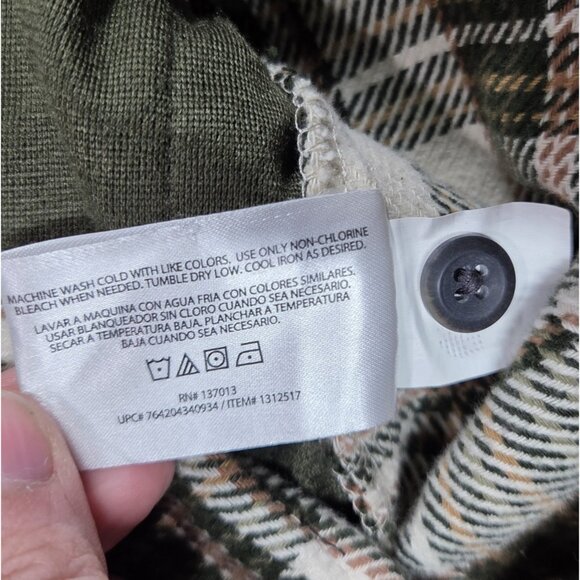 MACHINE WASH COLD WITH LIKE COLORS. USE ONLY NON-CHLORINE
BLEACH WHEN NEEDED. TUMBLE DRY LOW. COOL IRON AS DESIRED.
LAVAR A MAQUINA CON AGUA FRIA CON COLORES SIMILARES.
USAR BLANQUEADOR SIN CLORO CUANDO SEA NECESARIO.
SECAR A TEMPERATURA BAJA. PLANCHAR A TEMPERATURA
BAJA CUANDO SEA NECESARIO.
RN# 137013
UPC# 764204340934 / ITEM# 1312517